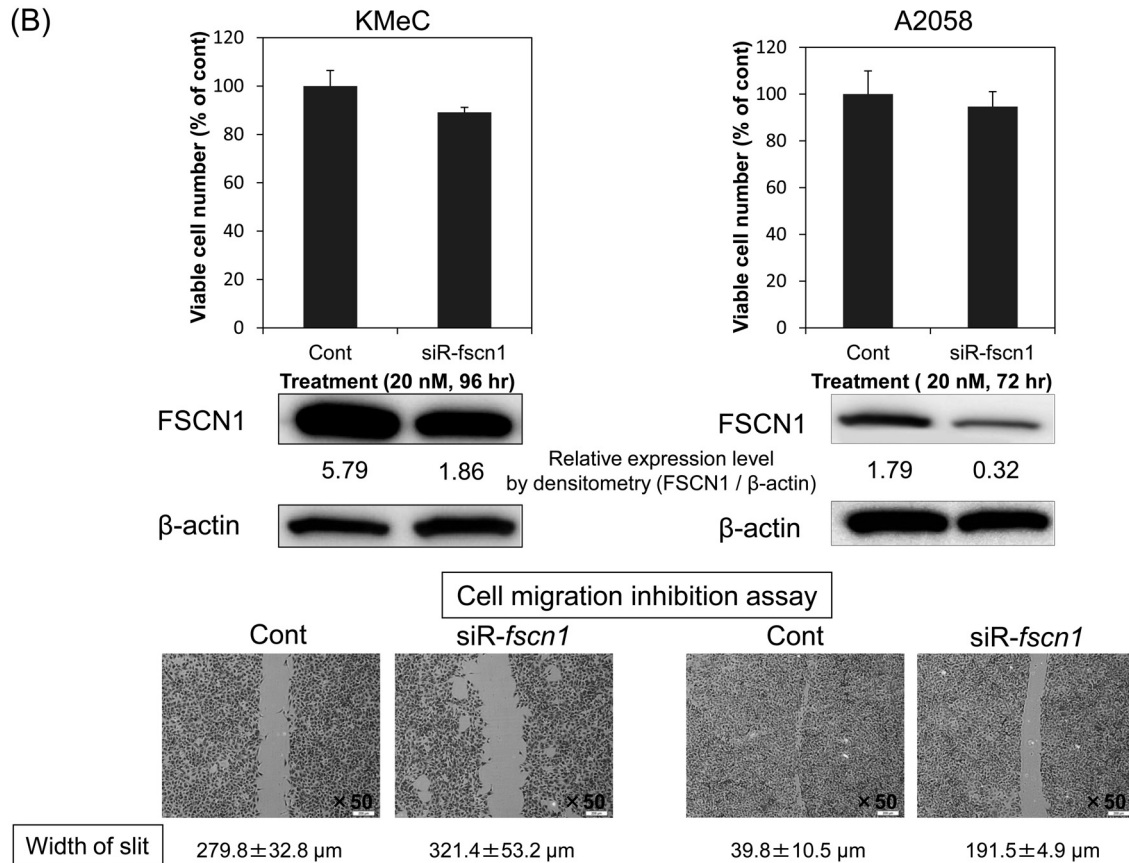 (B)
KMeC
Viable cell number (% of cont)
120
100
80
60
40
20
0
Cont siR-fscn1
Treatment (20 nM, 96 hr)
A2058
Viable cell number (% of cont)
120
100
80
60
40
20
0
Cont siR-fscn1
Treatment ( 20 nM, 72 hr)
FSCN1
5.79 1.86
β-actin
Relative expression level
by densitometry (FSCN1 / β-actin)
FSCN1
1.79 0.32
β-actin
Cell migration inhibition assay
Cont siR-fscn1 Cont siR-fscn1
×50 ×50 ×50 ×50
Width of slit 279.8±32.8 μm 321.4±53.2 μm 39.8±10.5 μm 191.5±4.9 μm